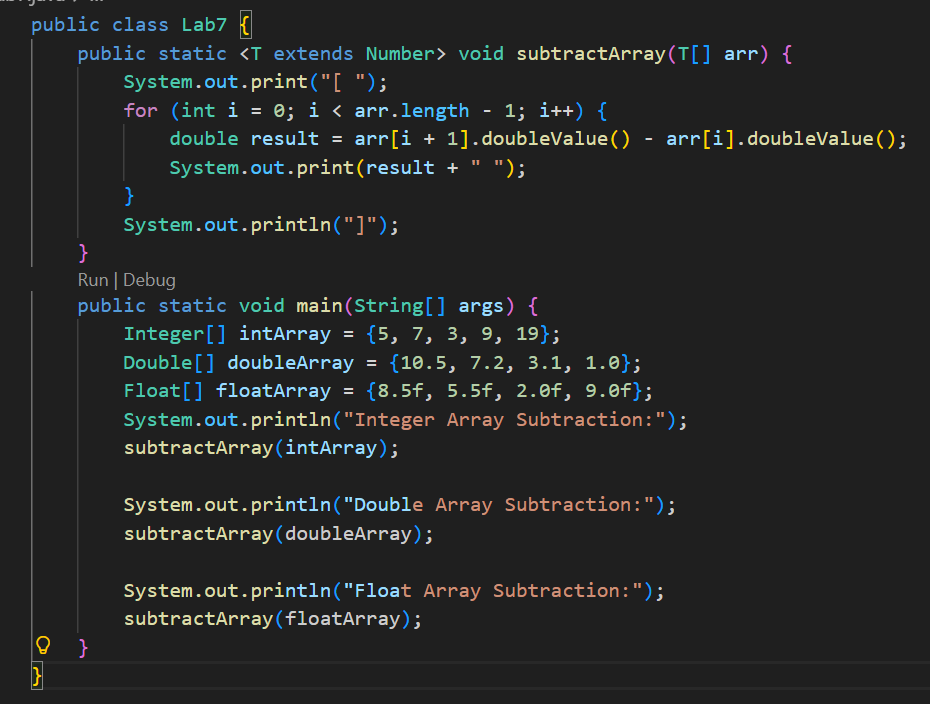 public class Lab7 {
public static <T extends Number> void subtractArray(T[] arr) {
System.out.print("[ ");
for (int i = 0; i < arr.length - 1; i++) {
double result = arr[i + 1].doubleValue() - arr[i].doubleValue();
System.out.print(result + " ");
}
System.out.println("]");
}
Run | Debug
public static void main(String[] args) {
Integer[] intArray = {5, 7, 3, 9, 19};
Double[] doubleArray = {10.5, 7.2, 3.1, 1.0};
Float[] floatArray = {8.5f, 5.5f, 2.0f, 9.0f};
System.out.println("Integer Array Subtraction:");
subtractArray(intArray);
System.out.println("Double Array Subtraction:");
subtractArray(doubleArray);
System.out.println("Float Array Subtraction:");
subtractArray(floatArray);
}
}